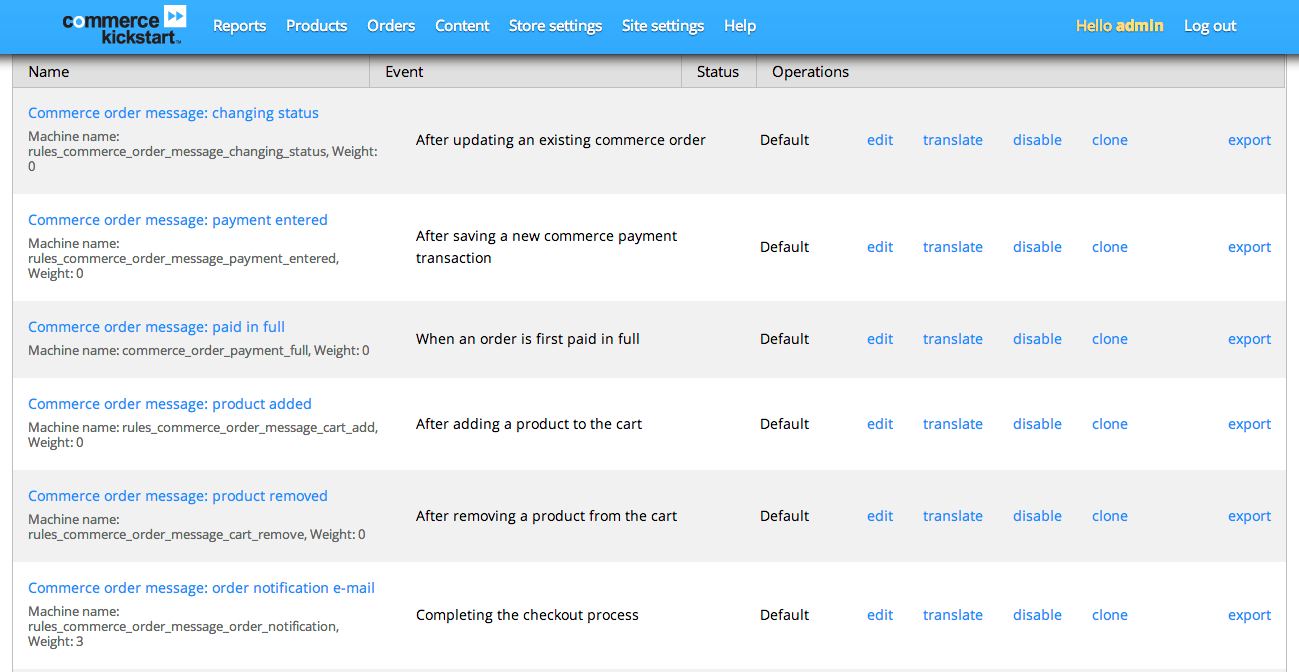 commerce
kickstart™
Reports Products Orders Content Store settings Site settings Help Hello admin Log out
Name Event Status Operations
Commerce order message: changing status
Machine name:
rules_commerce_order_message_changing_status, Weight:
0
After updating an existing commerce order Default edit translate disable clone export
Commerce order message: payment entered
Machine name:
rules_commerce_order_message_payment_entered,
Weight: 0
After saving a new commerce payment
transaction
Default edit translate disable clone export
Commerce order message: paid in full
Machine name: commerce_order_payment_full, Weight: 0
When an order is first paid in full Default edit translate disable clone export
Commerce order message: product added
Machine name: rules_commerce_order_message_cart_add,
Weight: 0
After adding a product to the cart Default edit translate disable clone export
Commerce order message: product removed
Machine name:
rules_commerce_order_message_cart_remove, Weight: 0
After removing a product from the cart Default edit translate disable clone export
Commerce order message: order notification e-mail
Machine name:
rules_commerce_order_message_order_notification,
Weight: 3
Completing the checkout process Default edit translate disable clone export